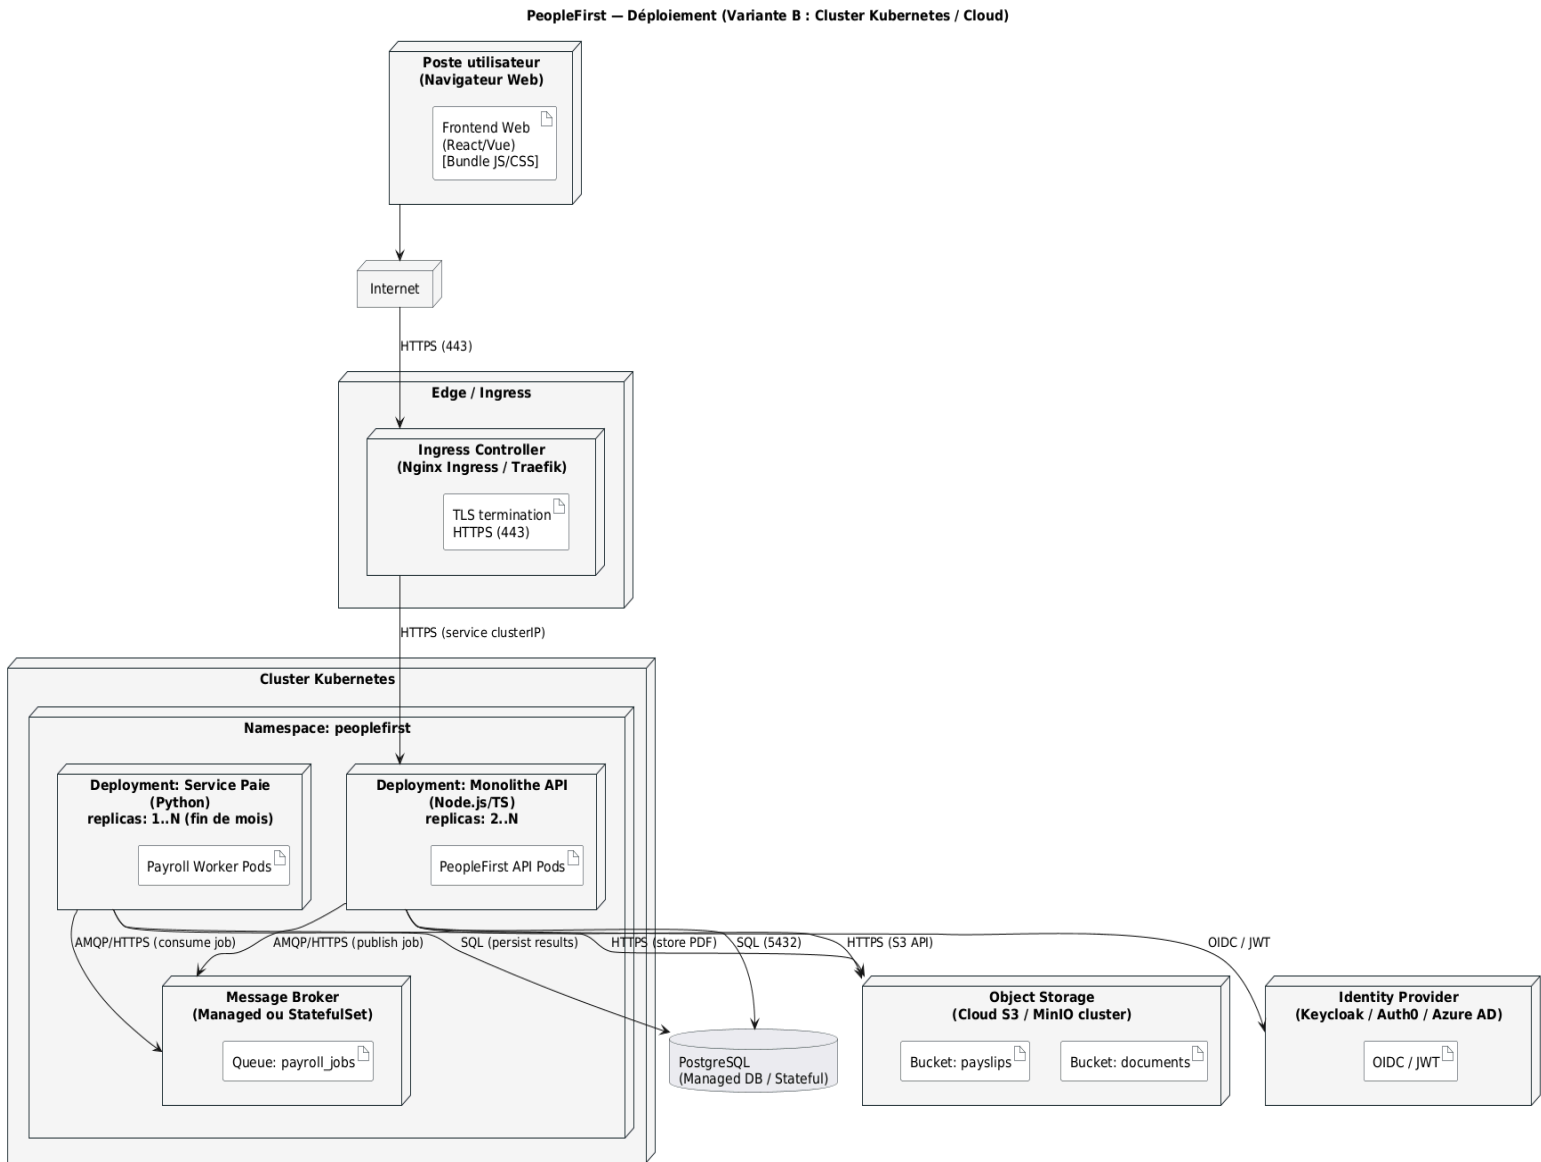 PeopleFirst — Déploiement (Variante B : Cluster Kubernetes / Cloud)
Poste utilisateur
(Navigateur Web)
Frontend Web
(React/Vue)
[Bundle JS/CSS]
Internet
HTTPS (443)
Edge / Ingress
Ingress Controller
(Nginx Ingress / Traefik)
TLS termination
HTTPS (443)
HTTPS (service clusterIP)
Cluster Kubernetes
Namespace: peoplefirst
Deployment: Service Paie
(Python)
replicas: 1..N (fin de mois)
Payroll Worker Pods
Deployment: Monolithe API
(Node.js/TS)
replicas: 2..N
PeopleFirst API Pods
AMQP/HTTPS (consume job)
AMQP/HTTPS (publish job)
SQL (persist results)
HTTPS (store PDF)
SQL (5432)
HTTPS (S3 API)
OIDC / JWT
Message Broker
(Managed ou StatefulSet)
Queue: payroll_jobs
PostgreSQL
(Managed DB / Stateful)
Object Storage
(Cloud S3 / MinIO cluster)
Bucket: payslips
Bucket: documents
Identity Provider
(Keycloak / Auth0 / Azure AD)
OIDC / JWT